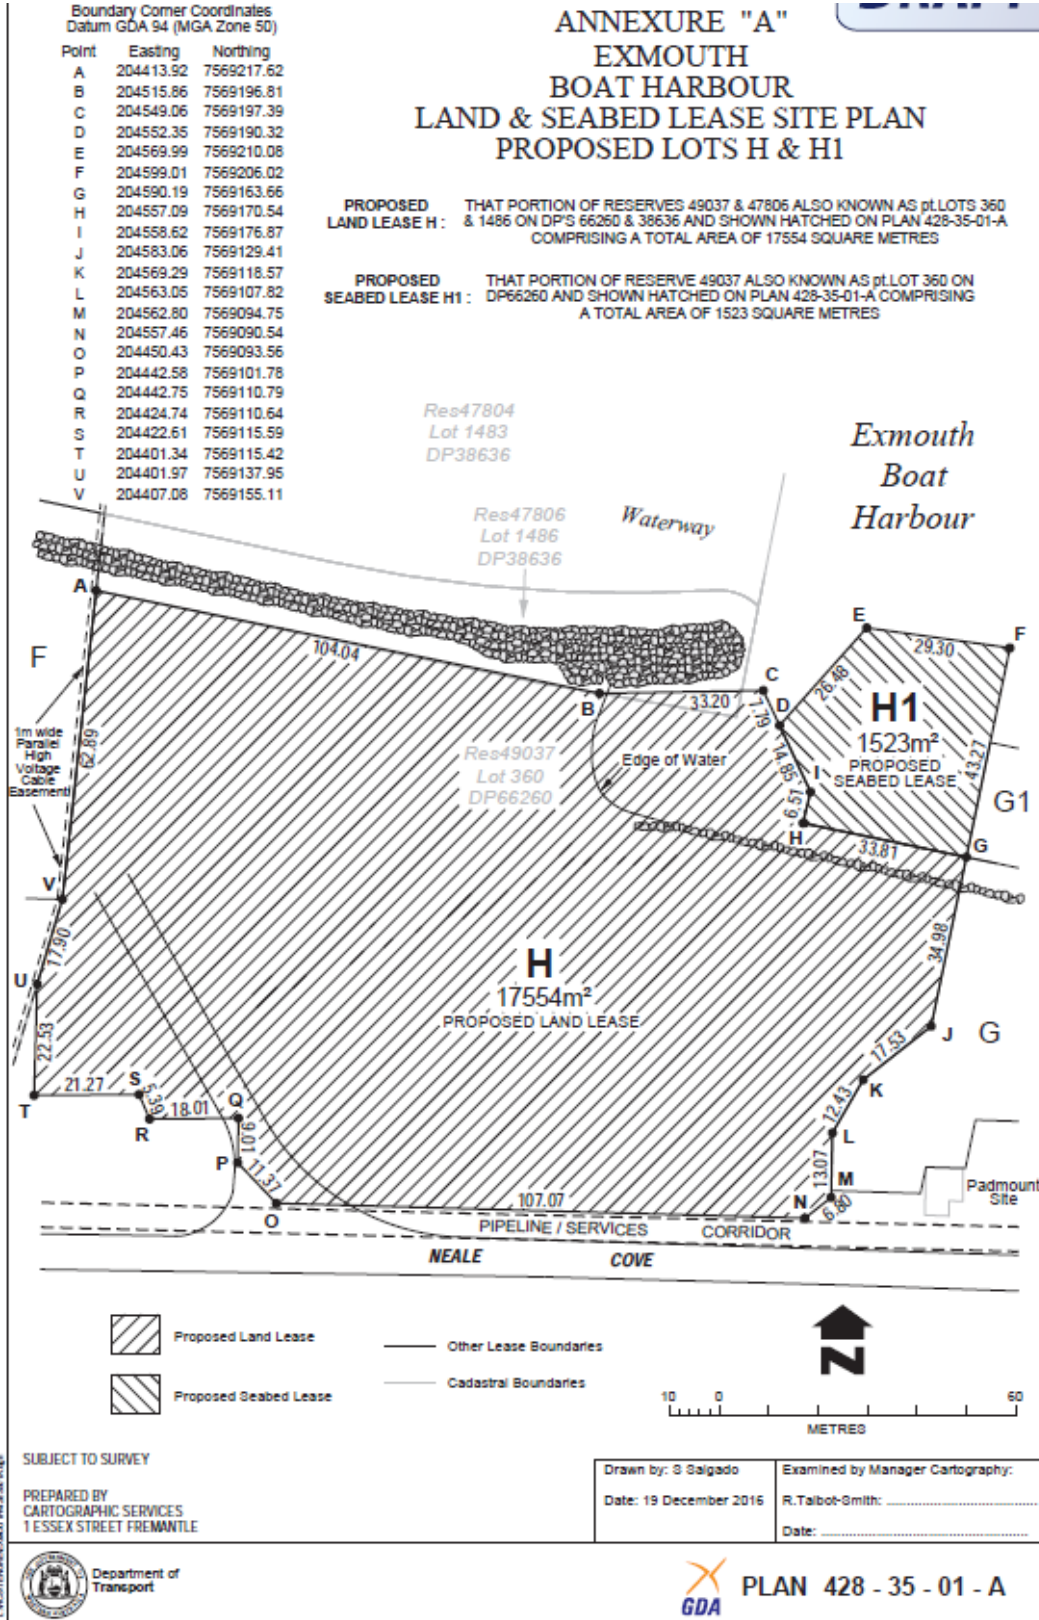 Boundary Corner Coordinates
Datum GDA 94 (MGA Zone 50)
Point Easting Northing
A 204413.92 7569217.62
B 204515.86 7569196.81
C 204549.06 7569197.39
D 204552.35 7569190.32
E 204569.99 7569210.08
F 204599.01 7569206.02
G 204590.19 7569163.66
H 204557.09 7569170.54
I 204558.62 7569176.87
J 204583.06 7569129.41
K 204569.29 7569118.57
L 204563.05 7569107.82
M 204562.80 7569094.75
N 204557.46 7569090.54
O 204450.43 7569093.56
P 204442.58 7569101.78
Q 204442.75 7569110.79
R 204424.74 7569110.64
S 204422.61 7569115.59
T 204401.34 7569115.42
U 204401.97 7569137.95
V 204407.08 7569155.11
ANNEXURE "A"
EXMOUTH
BOAT HARBOUR
LAND & SEABED LEASE SITE PLAN
PROPOSED LOTS H & H1
PROPOSED
LAND LEASE H :
THAT PORTION OF RESERVES 49037 & 47806 ALSO KNOWN AS pt.LOTS 360
& 1486 ON DP'S 66260 & 38636 AND SHOWN HATCHED ON PLAN 428-35-01-A
COMPRISING A TOTAL AREA OF 17554 SQUARE METRES
PROPOSED
SEABED LEASE H1 :
THAT PORTION OF RESERVE 49037 ALSO KNOWN AS pt.LOT 360 ON
DP66260 AND SHOWN HATCHED ON PLAN 428-35-01-A COMPRISING
A TOTAL AREA OF 1523 SQUARE METRES
Res47804
Lot 1483
DP38636
Exmouth
Boat
Harbour
Res47806
Lot 1486
DP38636
Waterway
A
E
F
29.30
F
104.04
26.48
C
B
33.20
D
1.79
H1
1523m²
PROPOSED
SEABED LEASE
43.27
1m wide
Parallel
High
Voltage
Cable
Easement
62.89
Res49037
Lot 360
DP66260
Edge of Water
14.85
I
6.51
G1
H
33.81
G
V
17.90
U
H
17554m²
PROPOSED LAND LEASE
34.98
J
G
22.53
17.53
K
21.27
S
T
5.39
R
18.01
Q
9.01
P
11.37
O
12.43
L
13.07
M
N
6.80
Padmount
Site
107.07
PIPELINE / SERVICES CORRIDOR
NEALE COVE
Proposed Land Lease
Other Lease Boundaries
Proposed Seabed Lease
Cadastral Boundaries
N
10 0 60
METRES
SUBJECT TO SURVEY
PREPARED BY
CARTOGRAPHIC SERVICES
1 ESSEX STREET FREMANTLE
Drawn by: S Salgado
Date: 19 December 2016
Examined by Manager Cartography:
R.Talbot-Smith:
Date:
Department of
Transport
GDA
PLAN 428 - 35 - 01 - A